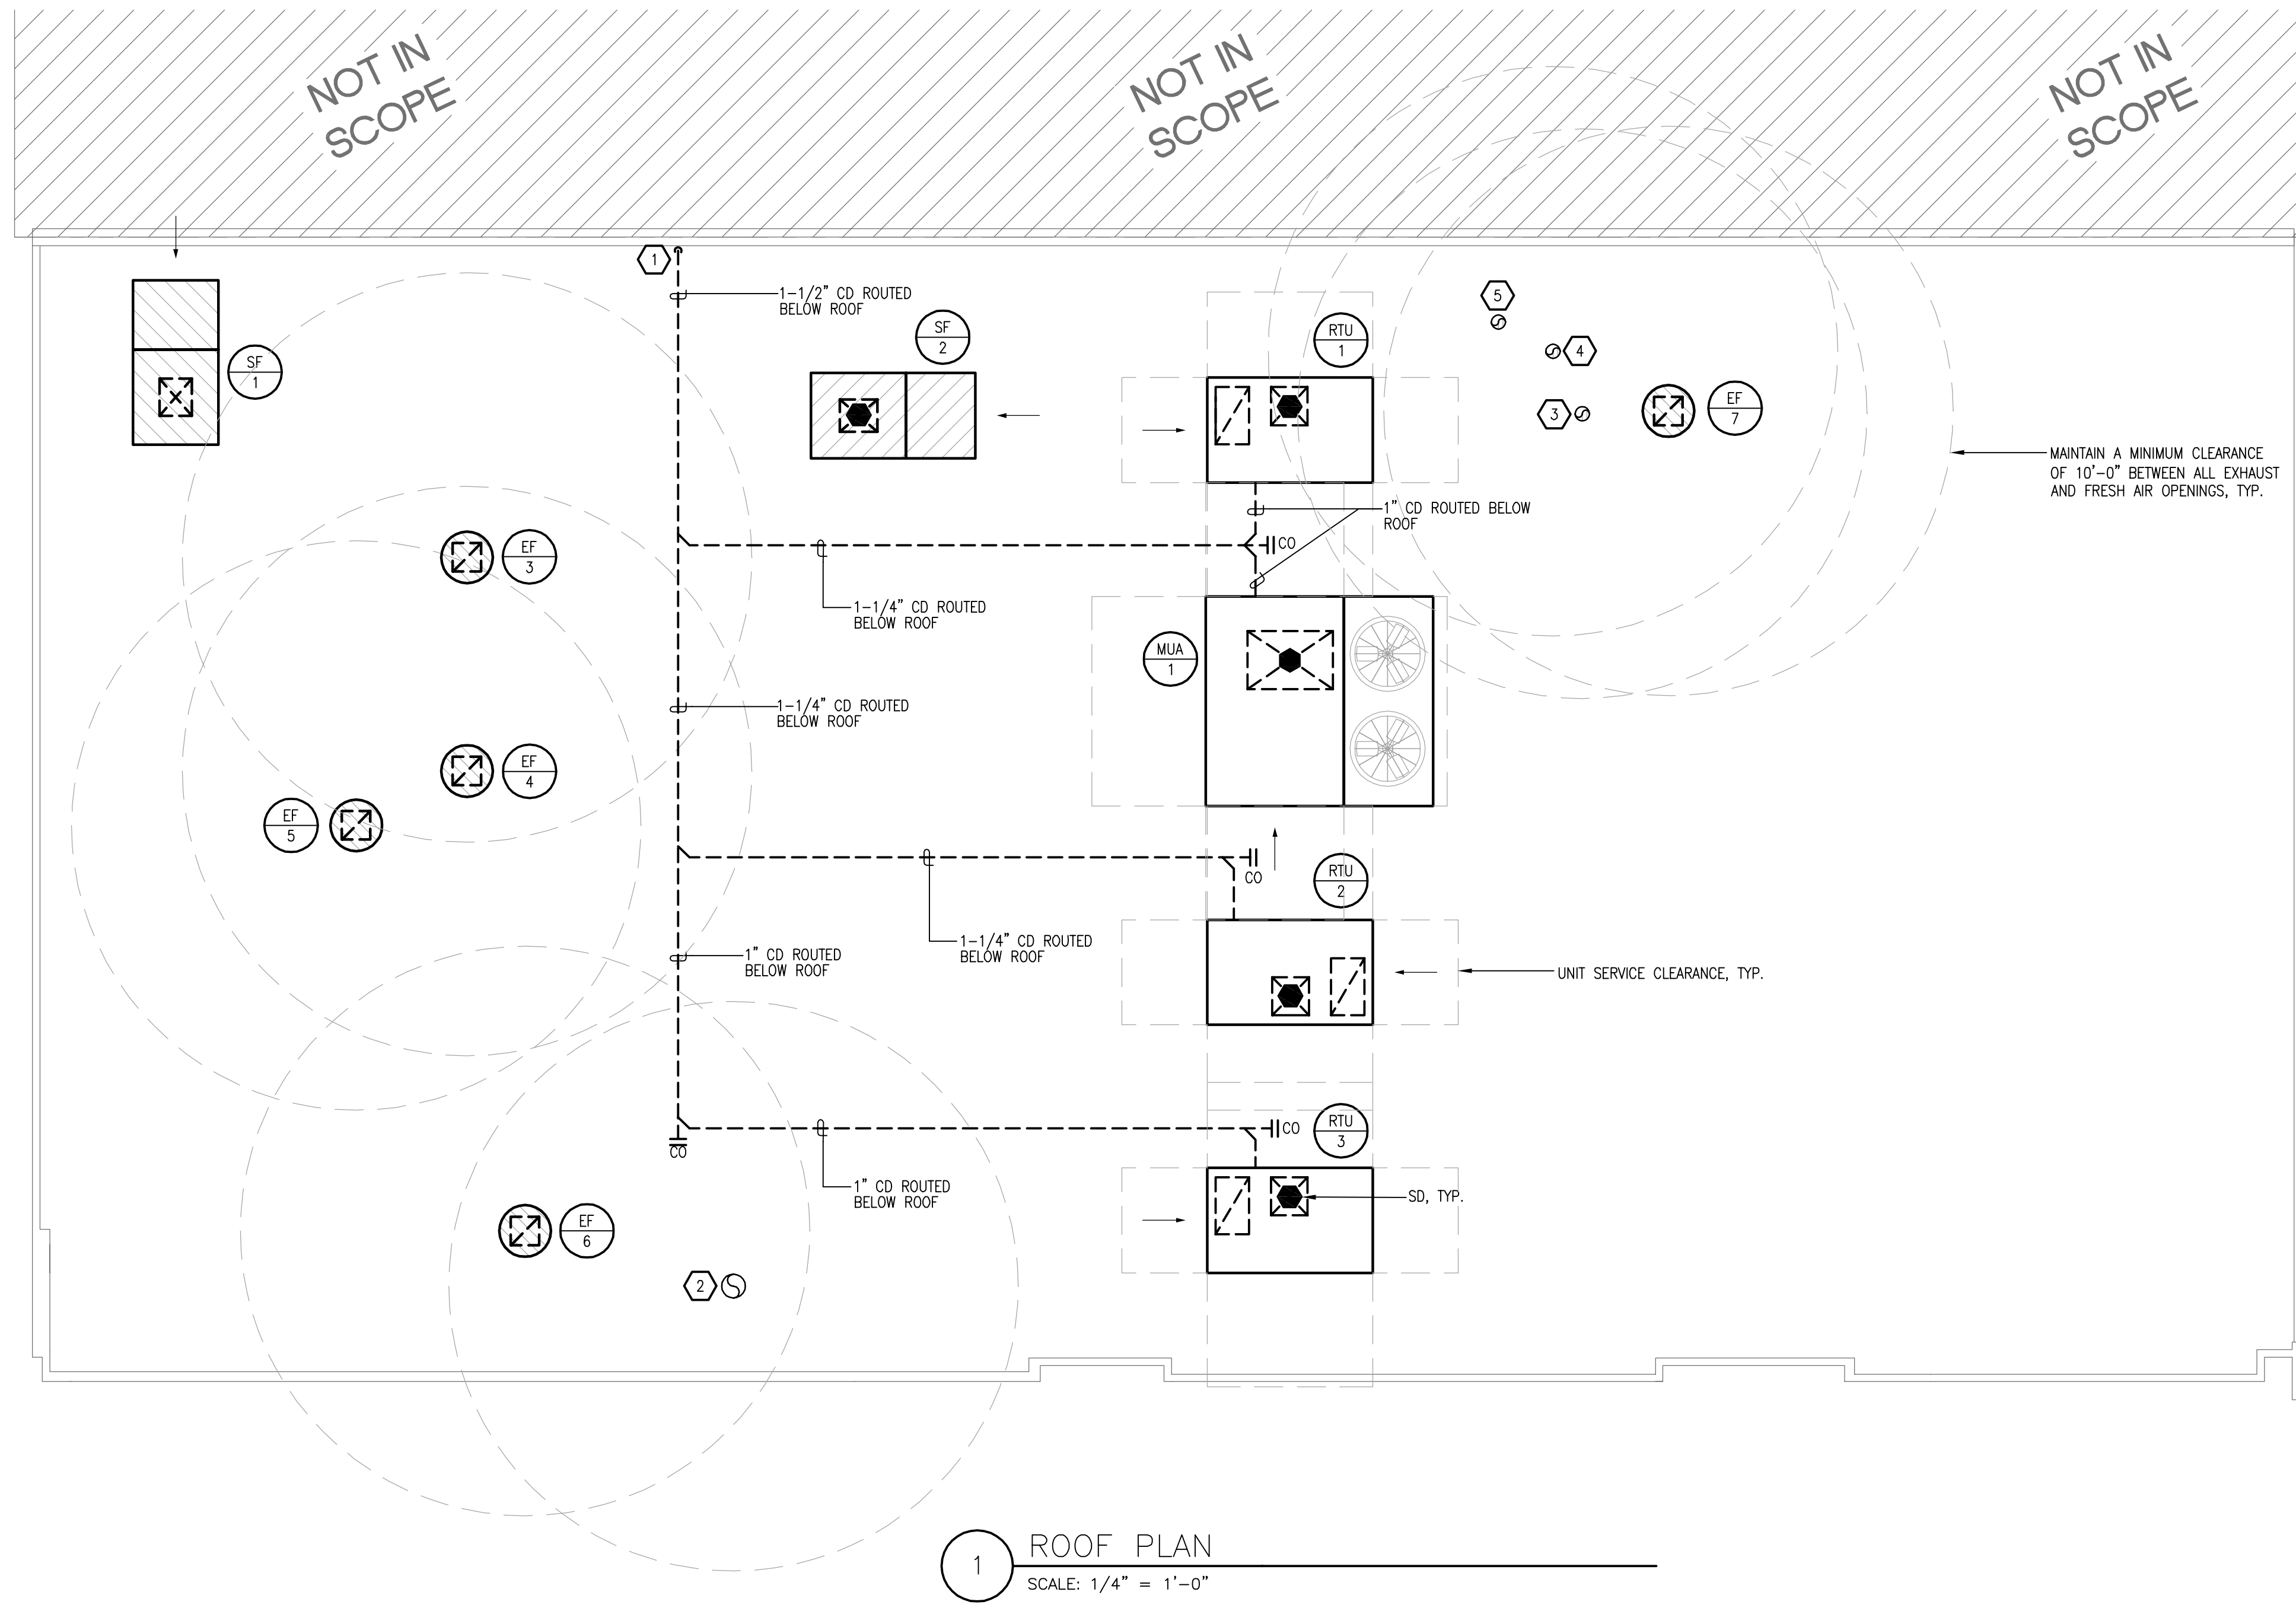 NOT IN
SCOPE
NOT IN
SCOPE
NOT IN
SCOPE
1
1-1/2" CD ROUTED
BELOW ROOF
SF
1
SF
2
RTU
1
5
4
3
EF
7
MAINTAIN A MINIMUM CLEARANCE
OF 10'-0" BETWEEN ALL EXHAUST
AND FRESH AIR OPENINGS, TYP.
1" CD ROUTED BELOW
ROOF
CO
EF
3
1-1/4" CD ROUTED
BELOW ROOF
MUA
1
1-1/4" CD ROUTED
BELOW ROOF
EF
4
EF
5
CO
RTU
2
1-1/4" CD ROUTED
BELOW ROOF
1" CD ROUTED
BELOW ROOF
UNIT SERVICE CLEARANCE, TYP.
CO
RTU
3
CO
1" CD ROUTED
BELOW ROOF
SD, TYP.
EF
6
2
1
ROOF PLAN
SCALE: 1/4" = 1'-0"